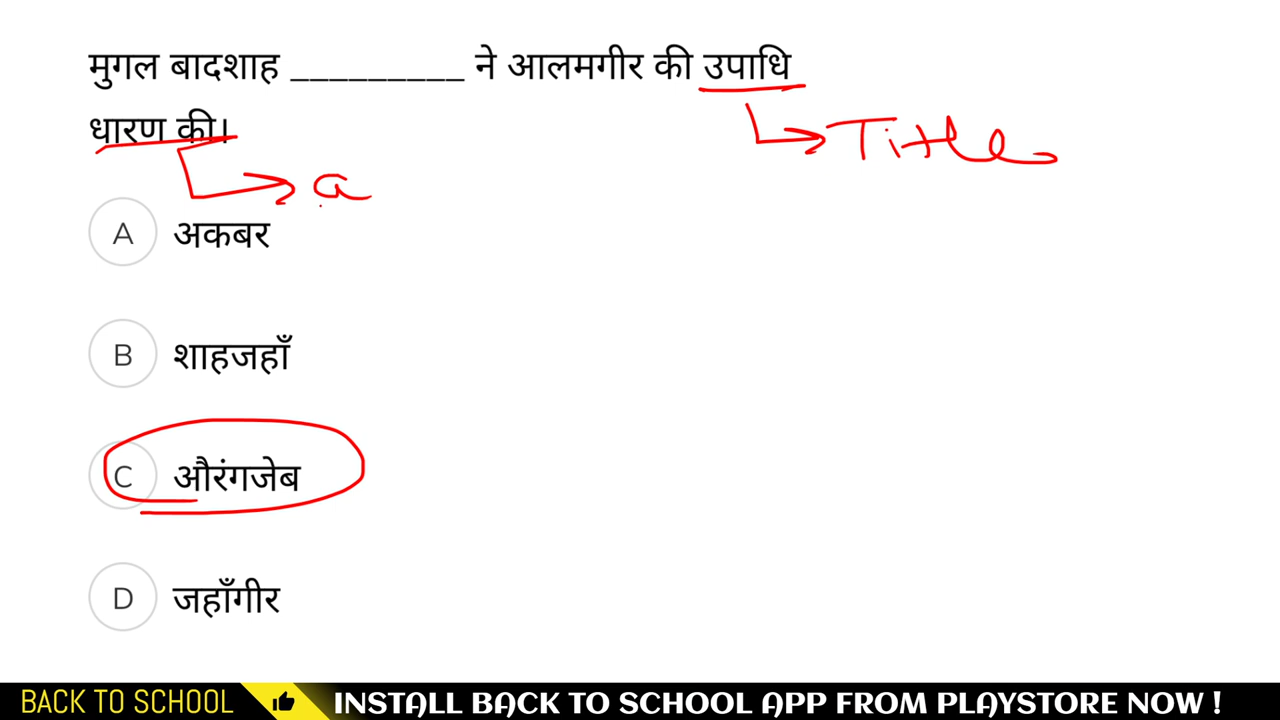 मुगल बादशाह _________ ने आलमगीर की उपाधि
धारण की।
Title
a
A अकबर
B शाहजहाँ
C औरंगजेब
D जहाँगीर
BACK TO SCHOOL INSTALL BACK TO SCHOOL APP FROM PLAYSTORE NOW !